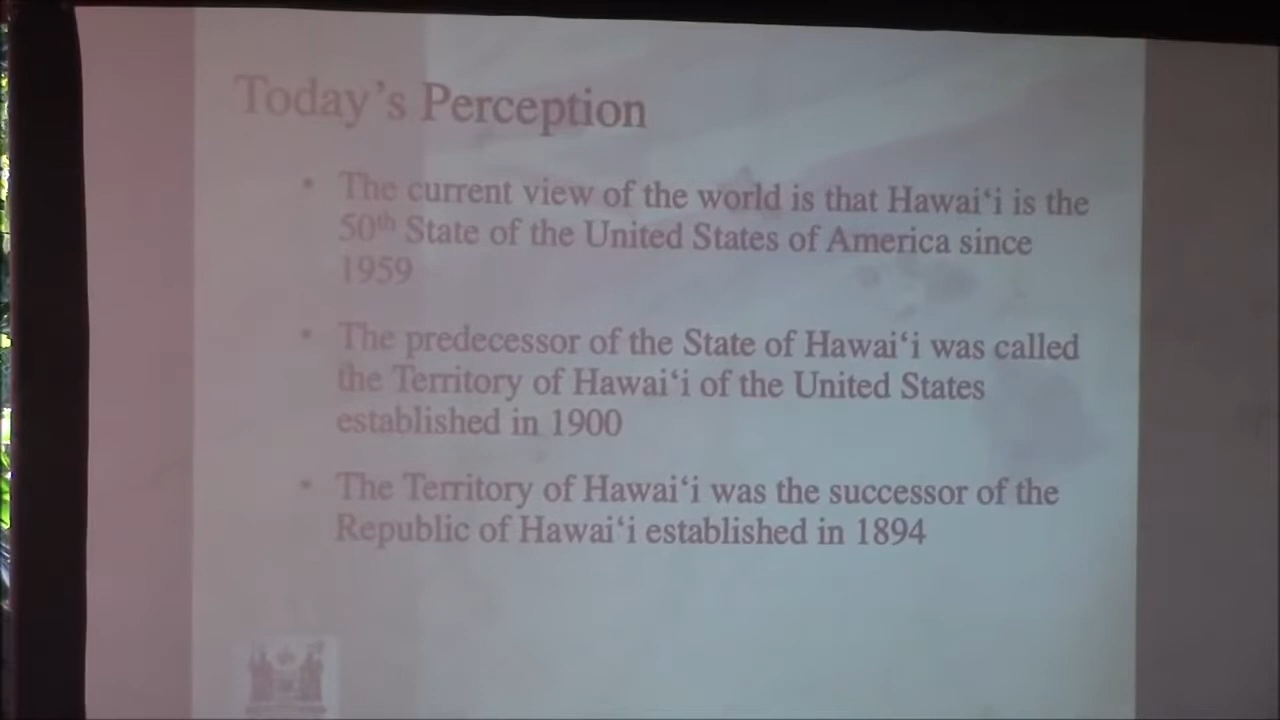 Today's Perception
• The current view of the world is that Hawai‘i is the
50th State of the United States of America since
1959
• The predecessor of the State of Hawai‘i was called
the Territory of Hawai‘i of the United States
established in 1900
• The Territory of Hawai‘i was the successor of the
Republic of Hawai‘i established in 1894